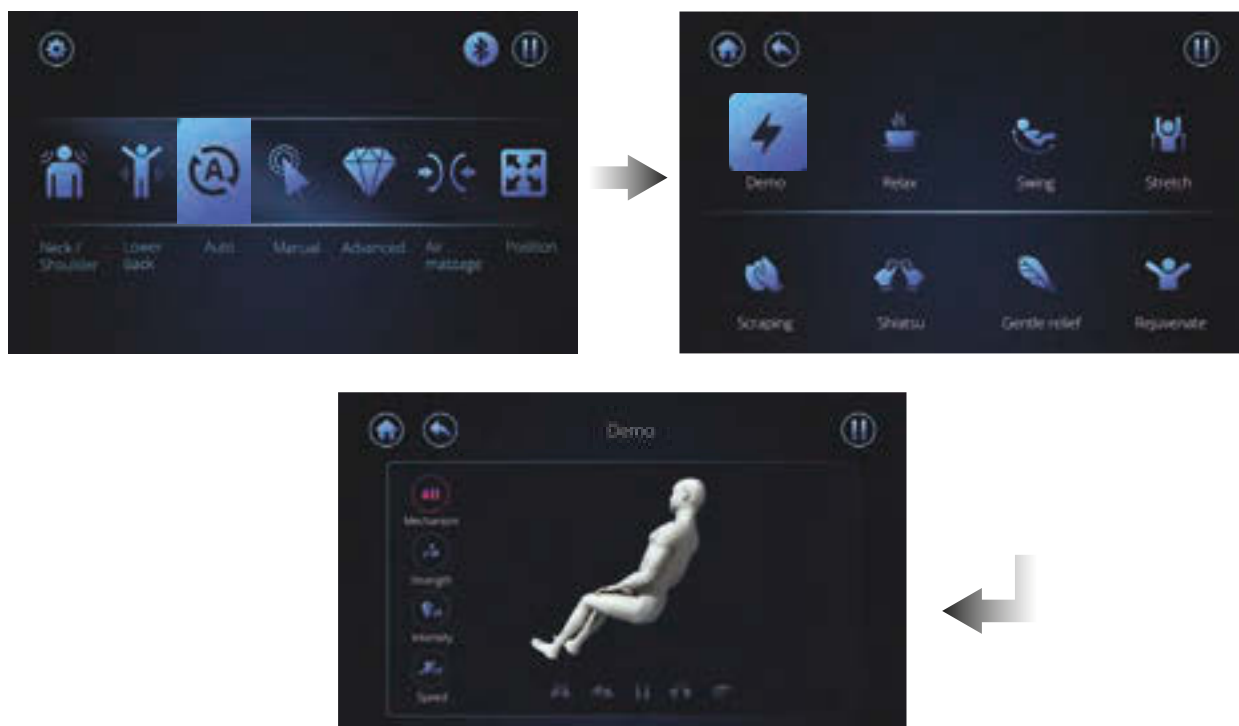 Neck / Shoulder
Lower Back
Auto
Manual
Advanced
Air massage
Position
Demo
Relax
Swing
Stretch
Scraping
Shiatsu
Gentle relief
Rejuvenate
Demo
Mechanism
Strength
Intensity
Speed